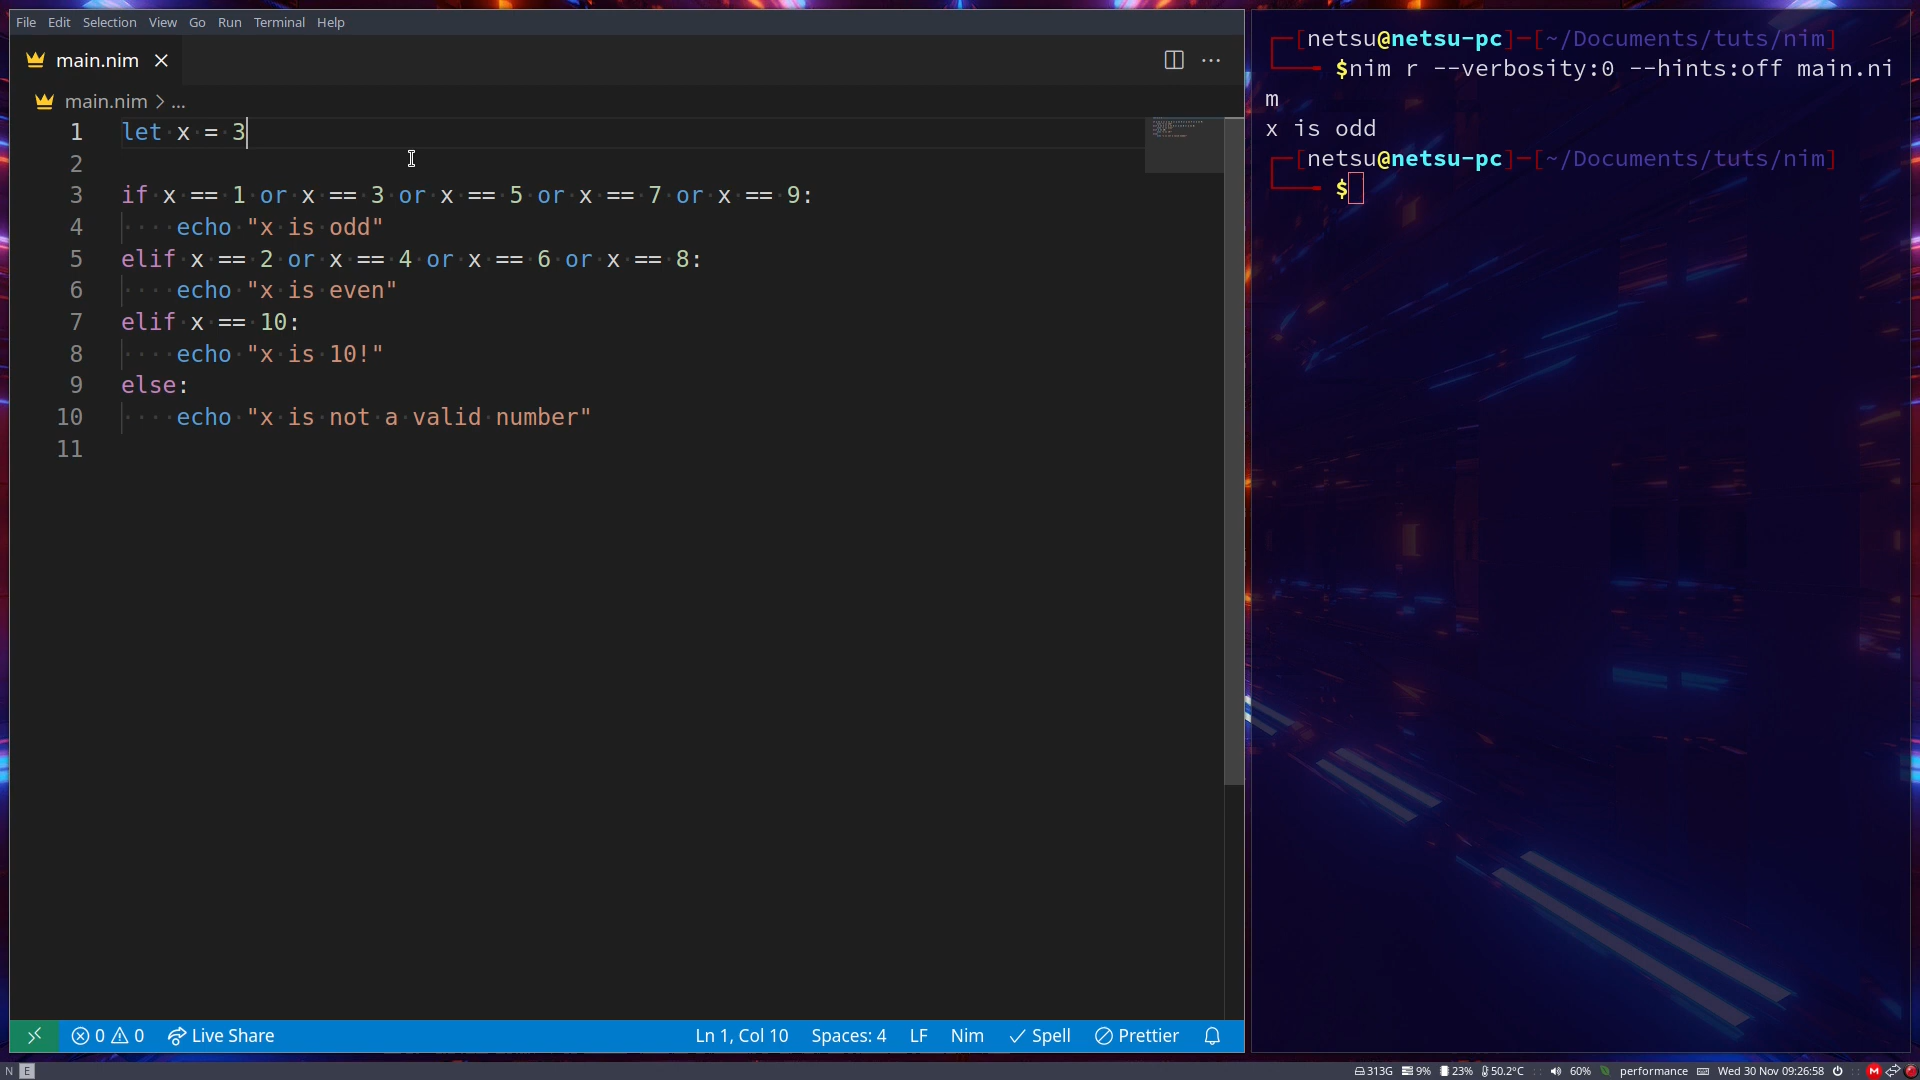 File Edit Selection View Go Run Terminal Help
main.nim
main.nim > ...
1 let x = 3
2
3 if x == 1 or x == 3 or x == 5 or x == 7 or x == 9:
4 echo "x is odd"
5 elif x == 2 or x == 4 or x == 6 or x == 8:
6 echo "x is even"
7 elif x == 10:
8 echo "x is 10!"
9 else:
10 echo "x is not a valid number"
11
0 0 Live Share Ln 1, Col 10 Spaces: 4 LF Nim Spell Prettier
[netsu@netsu-pc]─[~/Documents/tuts/nim]
$nim r --verbosity:0 --hints:off main.ni
m
x is odd
[netsu@netsu-pc]─[~/Documents/tuts/nim]
$
N E 313G 9% 23% 50.2°C 60% performance Wed 30 Nov 09:26:58 M